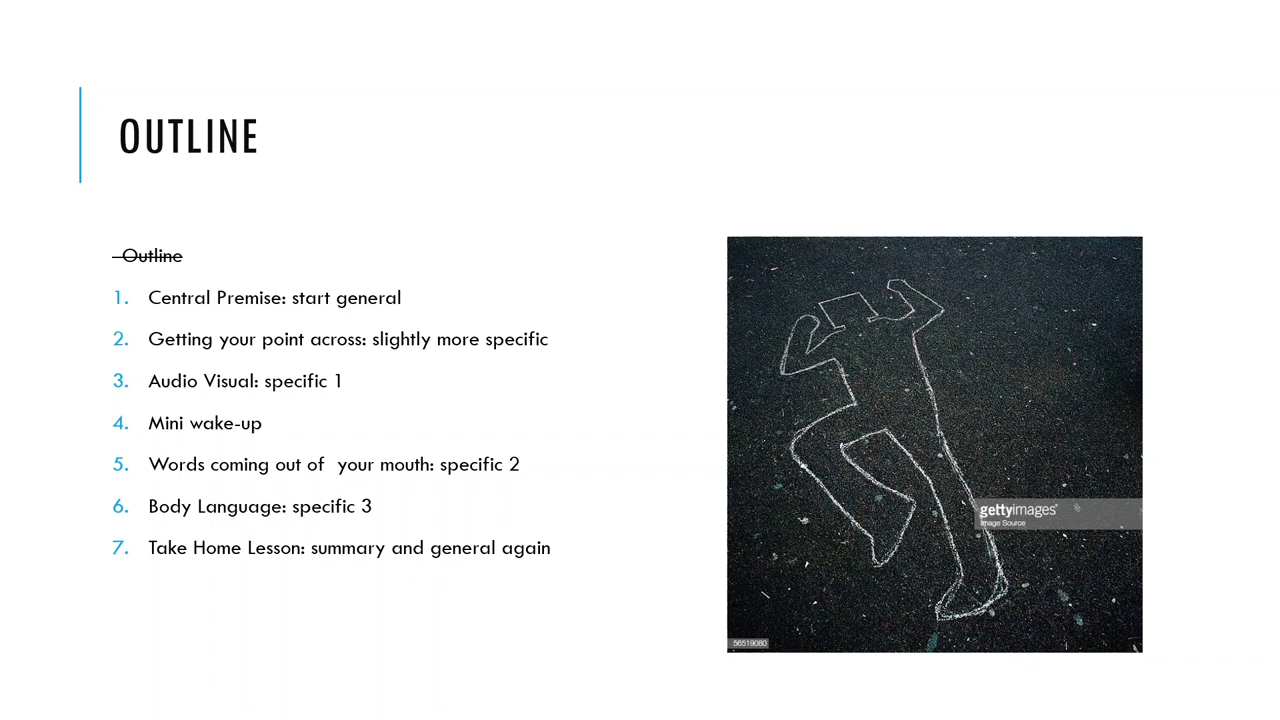 OUTLINE
Outline
1. Central Premise: start general
2. Getting your point across: slightly more specific
3. Audio Visual: specific 1
4. Mini wake-up
5. Words coming out of  your mouth: specific 2
6. Body Language: specific 3
7. Take Home Lesson: summary and general again
gettyimages®
Image Source
56519080